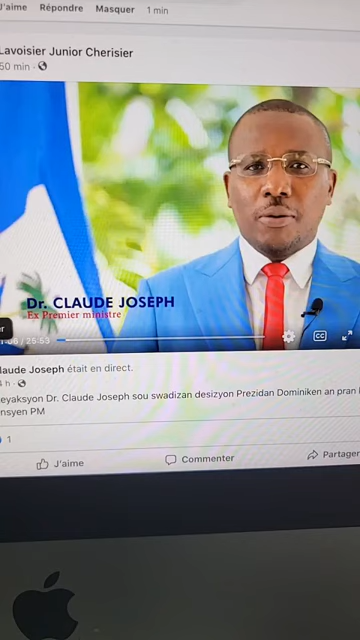 J'aime Répondre Masquer 1 min
Lavoisier Junior Cherisier
50 min ·
Dr. CLAUDE JOSEPH
Ex Premier ministre
/ 25:53
CC
laude Joseph était en direct.
h ·
eyaksyon Dr. Claude Joseph sou swadizan desizyon Prezidan Dominiken an pran
nsyen PM
1
J'aime Commenter Partager